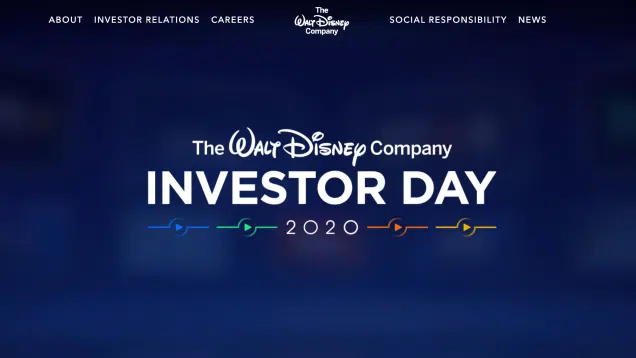 ABOUT INVESTOR RELATIONS CAREERS
The
WALT DISNEY
Company
SOCIAL RESPONSIBILITY NEWS
The WALT DISNEY Company
INVESTOR DAY
2020